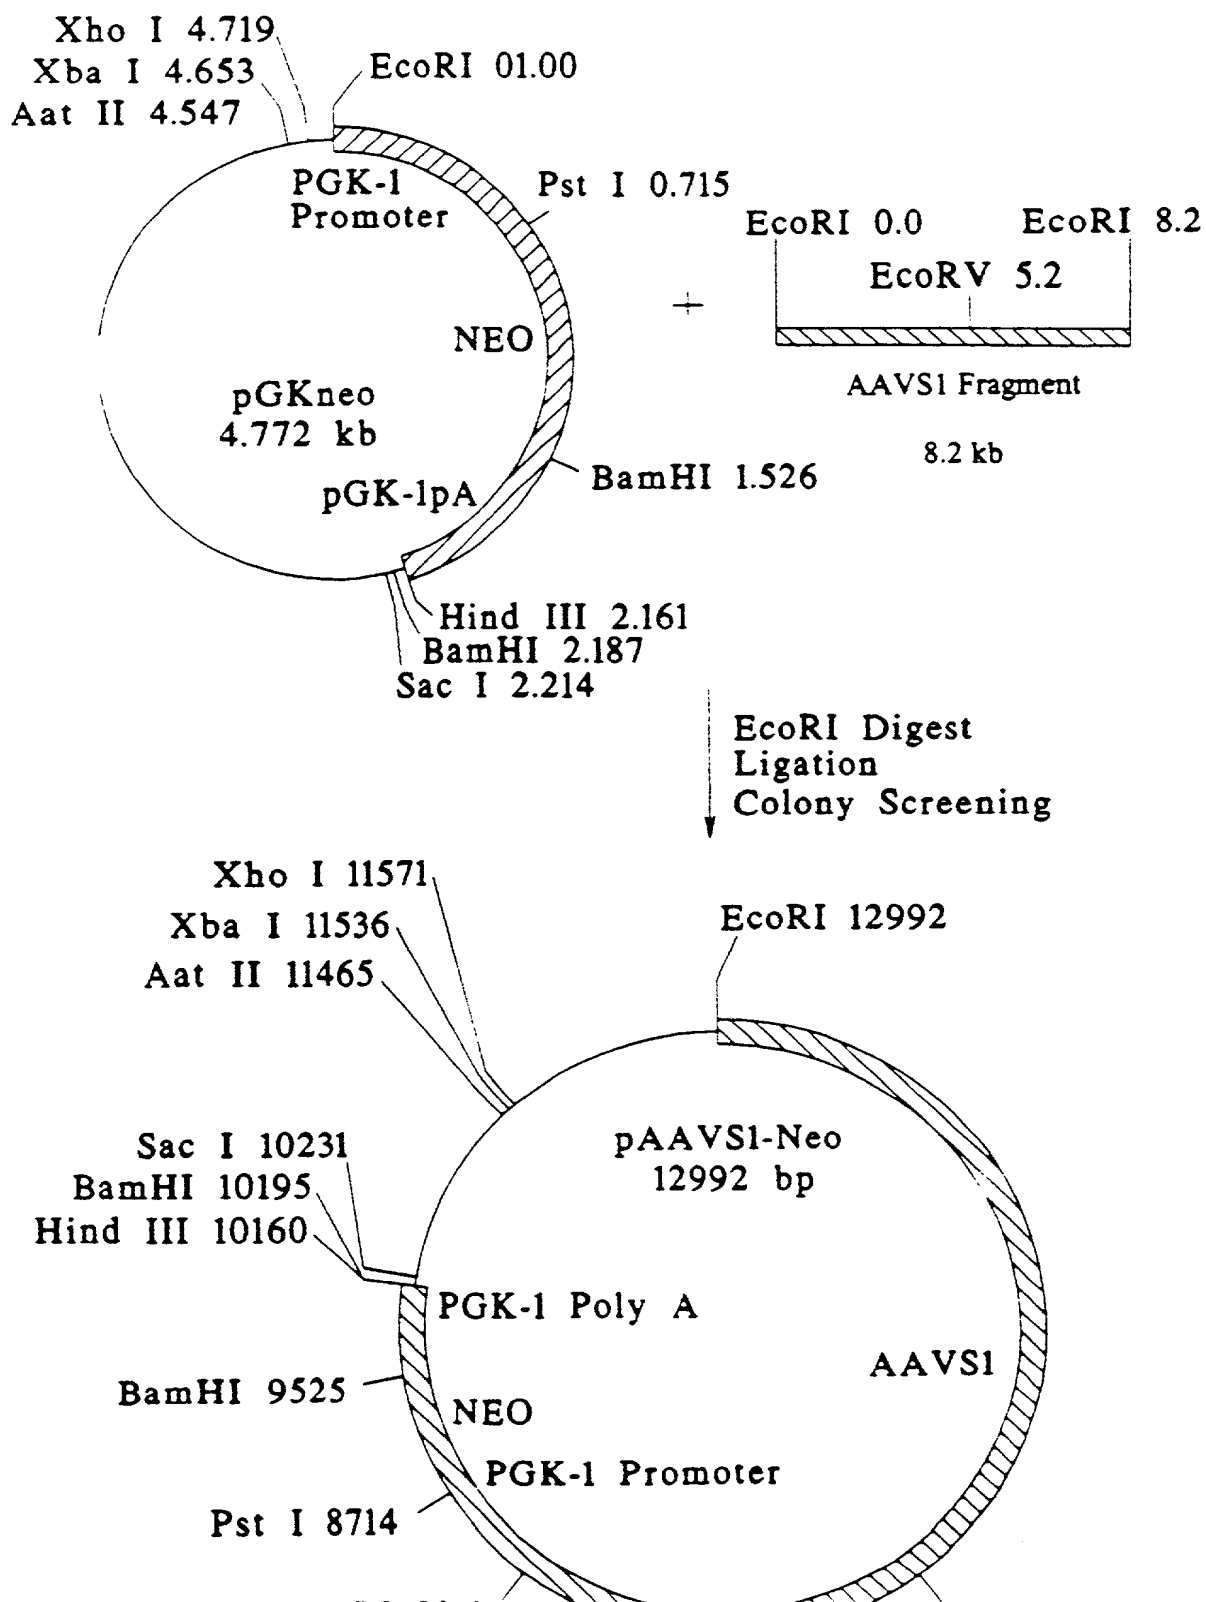 Xho I 4.719
Xba I 4.653
Aat II 4.547
EcoRI 01.00
PGK-1
Promoter
Pst I 0.715
NEO
pGKneo
4.772 kb
pGK-1pA
BamHI 1.526
Hind III 2.161
BamHI 2.187
Sac I 2.214
+
EcoRI 0.0
EcoRI 8.2
EcoRV 5.2
AAVS1 Fragment
8.2 kb
EcoRI Digest
Ligation
Colony Screening
Xho I 11571
Xba I 11536
Aat II 11465
EcoRI 12992
pAAVS1-Neo
12992 bp
Sac I 10231
BamHI 10195
Hind III 10160
PGK-1 Poly A
AAVS1
BamHI 9525
NEO
PGK-1 Promoter
Pst I 8714